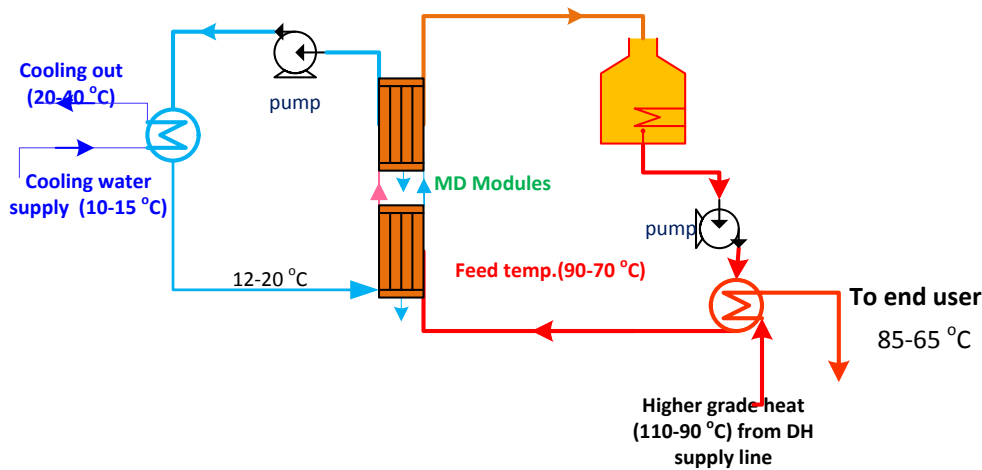 Cooling out
(20-40 °C)
pump
Cooling water
supply (10-15 °C)
MD Modules
pump
12-20 °C
Feed temp.(90-70 °C)
To end user
85-65 °C
Higher grade heat
(110-90 °C) from DH
supply line